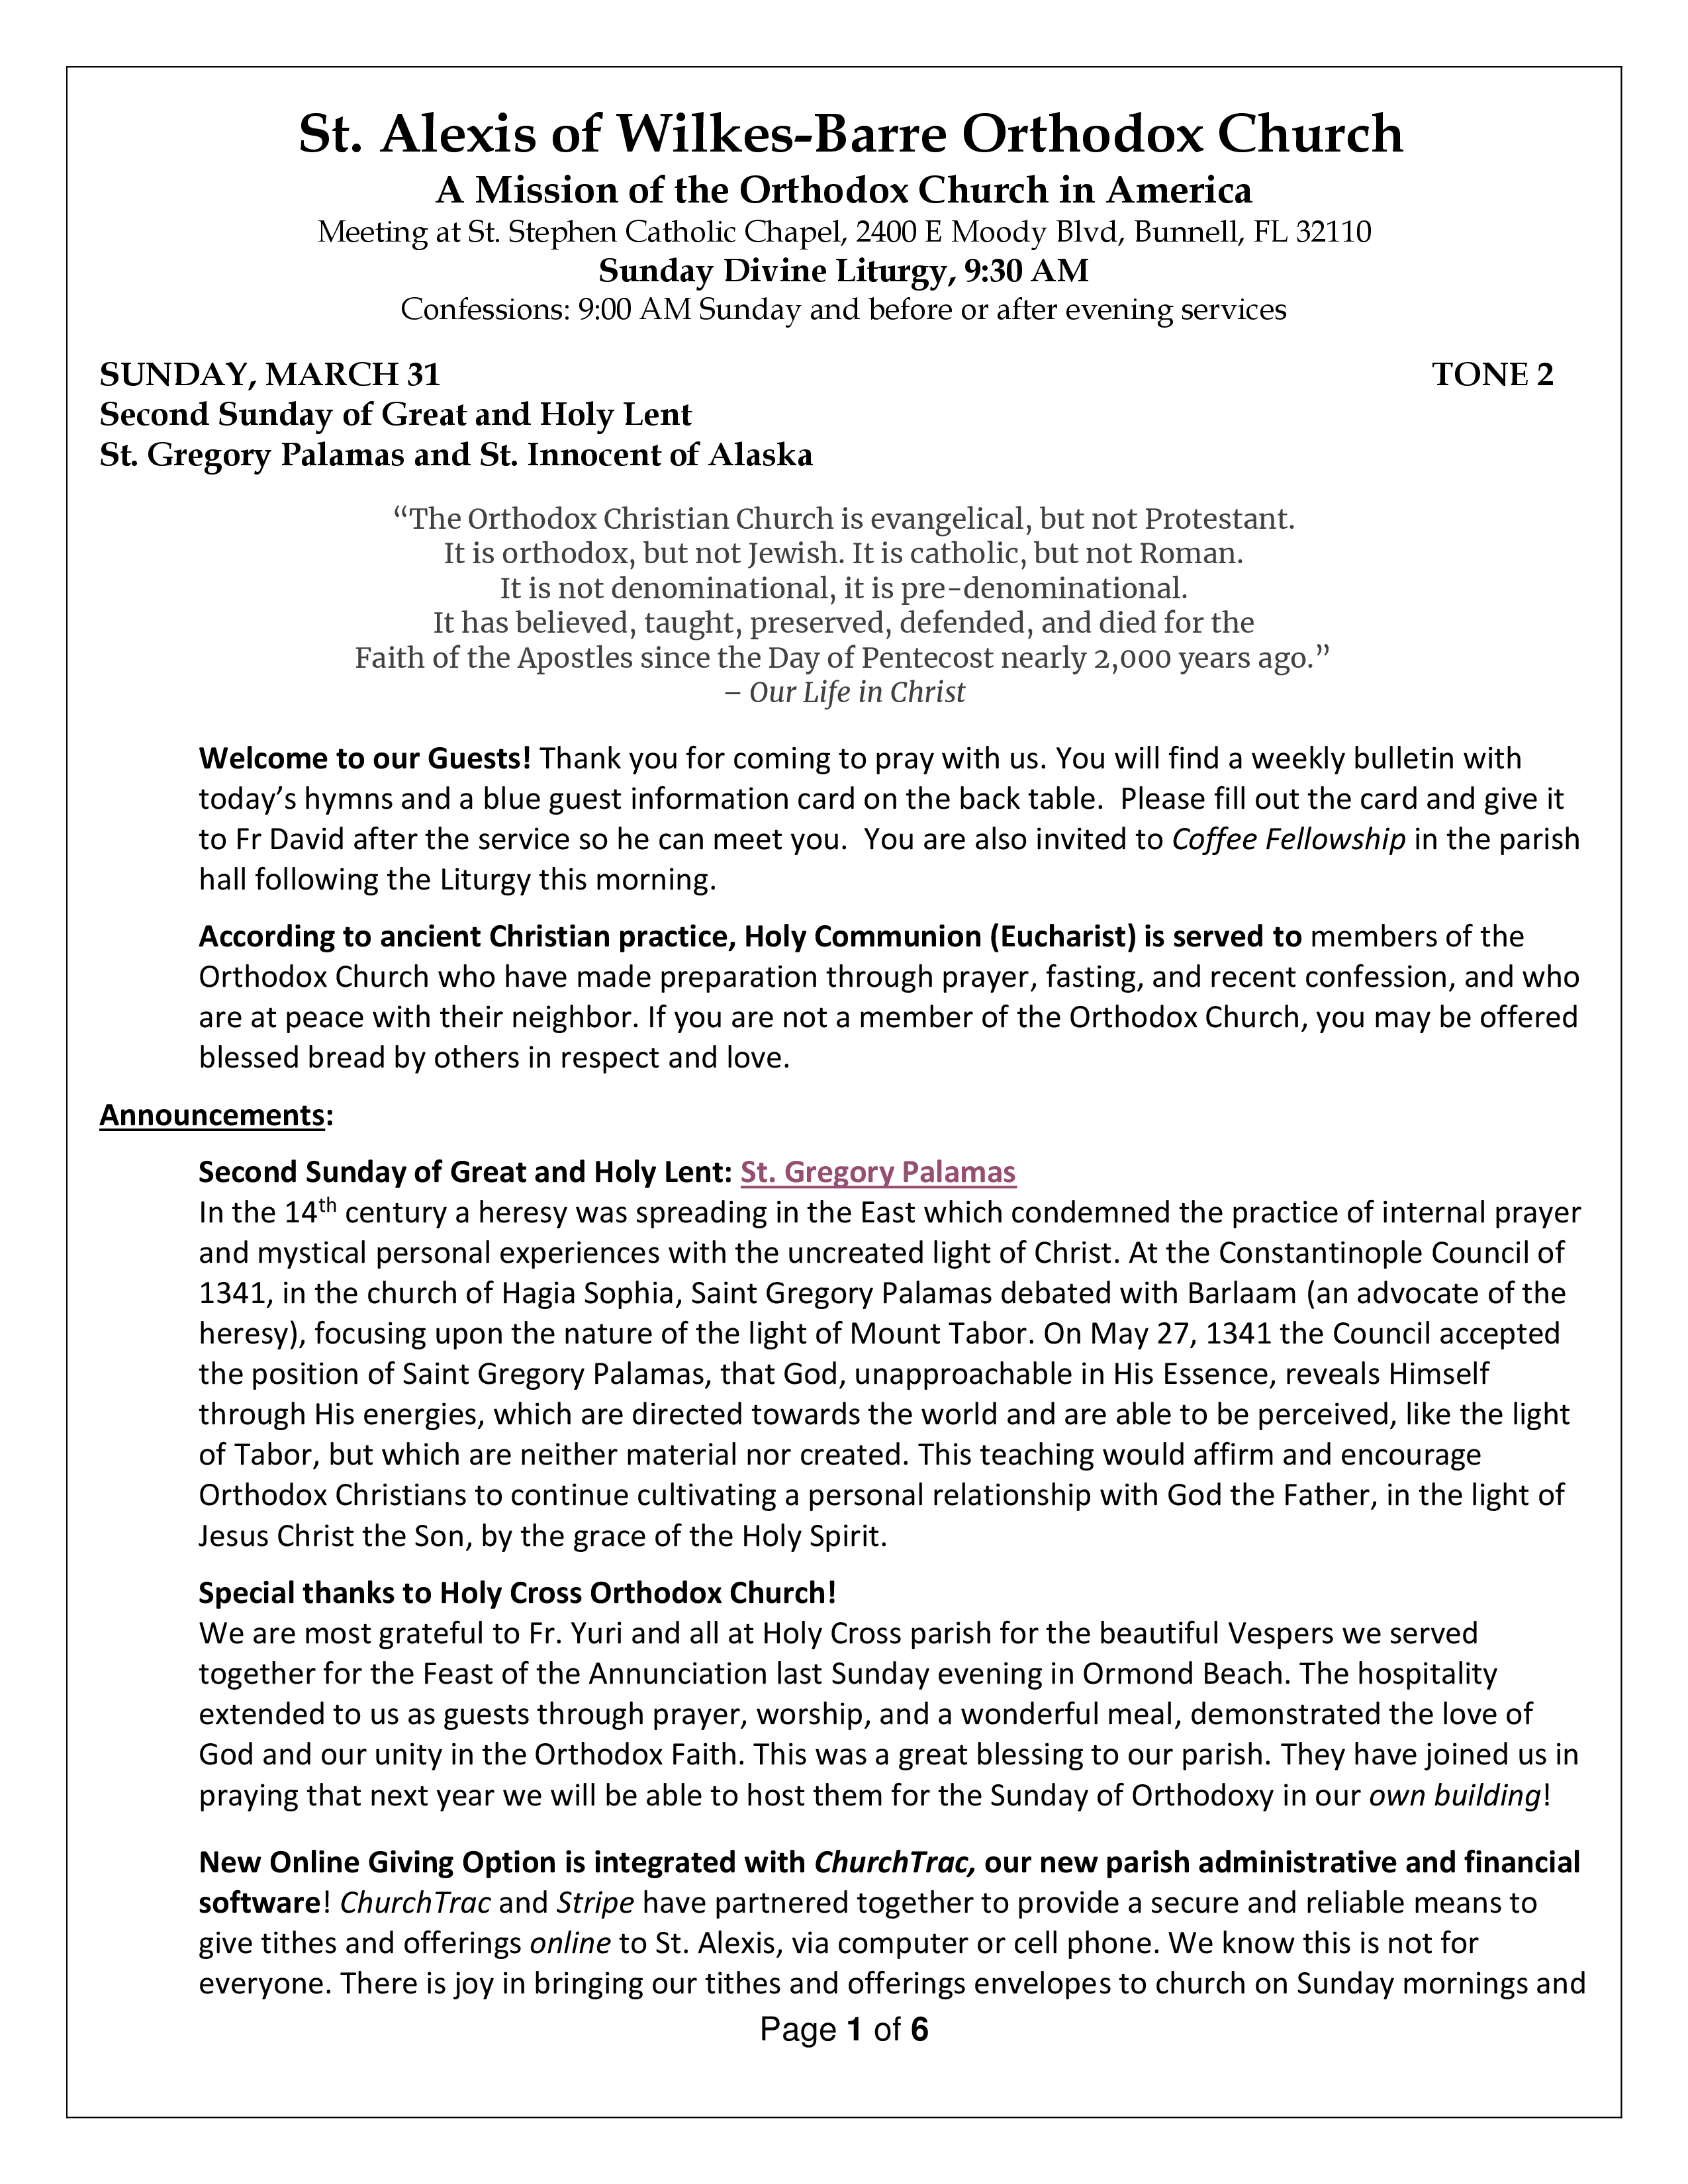 St. Alexis of Wilkes-Barre Orthodox Church
A Mission of the Orthodox Church in America
Meeting at St. Stephen Catholic Chapel, 2400 E Moody Blvd, Bunnell, FL 32110
Sunday Divine Liturgy, 9:30 AM
Confessions: 9:00 AM Sunday and before or after evening services
SUNDAY, MARCH 31 TONE 2
Second Sunday of Great and Holy Lent
St. Gregory Palamas and St. Innocent of Alaska
“The Orthodox Christian Church is evangelical, but not Protestant.
It is orthodox, but not Jewish. It is catholic, but not Roman.
It is not denominational, it is pre-denominational.
It has believed, taught, preserved, defended, and died for the
Faith of the Apostles since the Day of Pentecost nearly 2,000 years ago.”
– Our Life in Christ
Welcome to our Guests! Thank you for coming to pray with us. You will find a weekly bulletin with
today’s hymns and a blue guest information card on the back table.  Please fill out the card and give it
to Fr David after the service so he can meet you.  You are also invited to Coffee Fellowship in the parish
hall following the Liturgy this morning.
According to ancient Christian practice, Holy Communion (Eucharist) is served to members of the
Orthodox Church who have made preparation through prayer, fasting, and recent confession, and who
are at peace with their neighbor. If you are not a member of the Orthodox Church, you may be offered
blessed bread by others in respect and love.
Announcements:
Second Sunday of Great and Holy Lent: St. Gregory Palamas
In the 14th century a heresy was spreading in the East which condemned the practice of internal prayer
and mystical personal experiences with the uncreated light of Christ. At the Constantinople Council of
1341, in the church of Hagia Sophia, Saint Gregory Palamas debated with Barlaam (an advocate of the
heresy), focusing upon the nature of the light of Mount Tabor. On May 27, 1341 the Council accepted
the position of Saint Gregory Palamas, that God, unapproachable in His Essence, reveals Himself
through His energies, which are directed towards the world and are able to be perceived, like the light
of Tabor, but which are neither material nor created. This teaching would affirm and encourage
Orthodox Christians to continue cultivating a personal relationship with God the Father, in the light of
Jesus Christ the Son, by the grace of the Holy Spirit.
Special thanks to Holy Cross Orthodox Church!
We are most grateful to Fr. Yuri and all at Holy Cross parish for the beautiful Vespers we served
together for the Feast of the Annunciation last Sunday evening in Ormond Beach. The hospitality
extended to us as guests through prayer, worship, and a wonderful meal, demonstrated the love of
God and our unity in the Orthodox Faith. This was a great blessing to our parish. They have joined us in
praying that next year we will be able to host them for the Sunday of Orthodoxy in our own building!
New Online Giving Option is integrated with ChurchTrac, our new parish administrative and financial
software! ChurchTrac and Stripe have partnered together to provide a secure and reliable means to
give tithes and offerings online to St. Alexis, via computer or cell phone. We know this is not for
everyone. There is joy in bringing our tithes and offerings envelopes to church on Sunday mornings and
Page 1 of 6